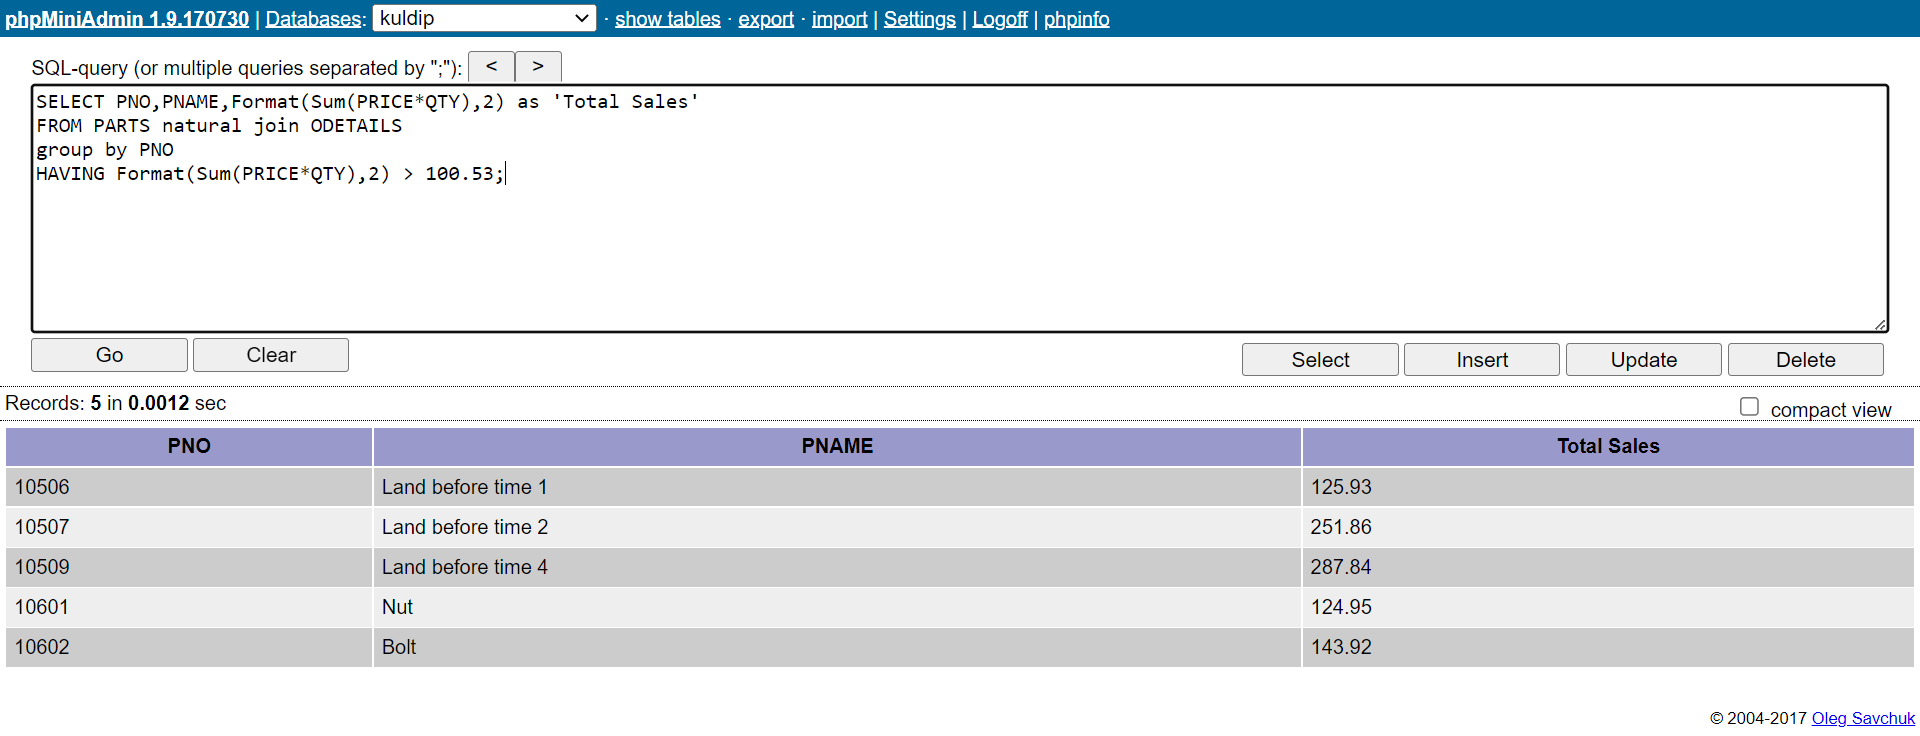 phpMiniAdmin 1.9.170730 | Databases: kuldip · show tables · export · import | Settings | Logoff | phpinfo
SQL-query (or multiple queries separated by ";"): < >
SELECT PNO,PNAME,Format(Sum(PRICE*QTY),2) as 'Total Sales'
FROM PARTS natural join ODETAILS
group by PNO
HAVING Format(Sum(PRICE*QTY),2) > 100.53;
Go Clear Select Insert Update Delete
Records: 5 in 0.0012 sec compact view
PNO PNAME Total Sales
10506 Land before time 1 125.93
10507 Land before time 2 251.86
10509 Land before time 4 287.84
10601 Nut 124.95
10602 Bolt 143.92
© 2004-2017 Oleg Savchuk